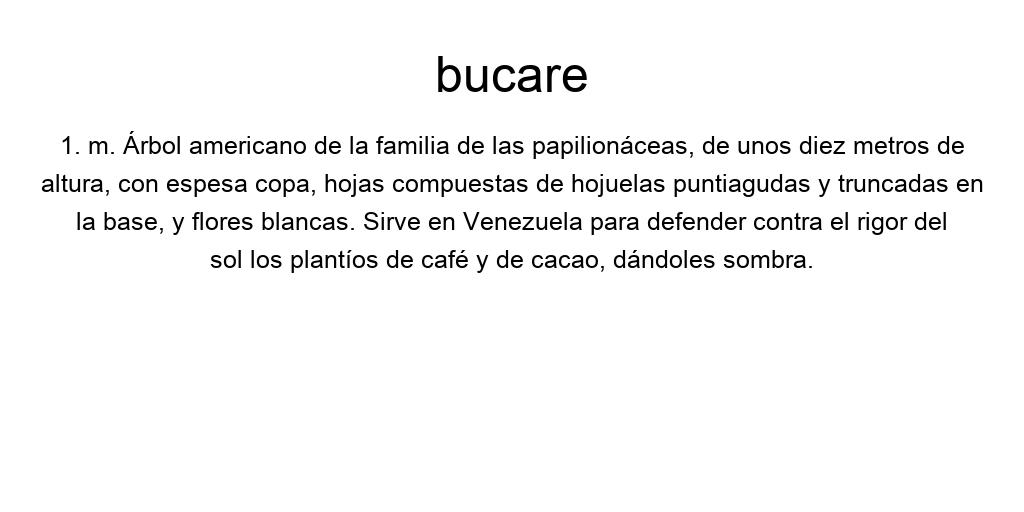 bucare
1. m. Árbol americano de la familia de las papilionáceas, de unos diez metros de
altura, con espesa copa, hojas compuestas de hojuelas puntiagudas y truncadas en
la base, y flores blancas. Sirve en Venezuela para defender contra el rigor del
sol los plantíos de café y de cacao, dándoles sombra.